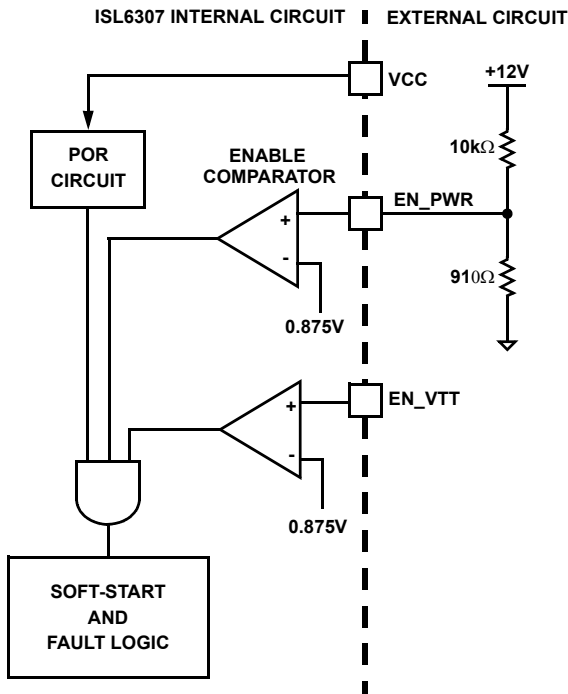 ISL6307 INTERNAL CIRCUIT
EXTERNAL CIRCUIT
VCC
+12V
POR
CIRCUIT
ENABLE
COMPARATOR
10kΩ
+
EN_PWR
-
910Ω
0.875V
+
EN_VTT
-
0.875V
SOFT-START
AND
FAULT LOGIC